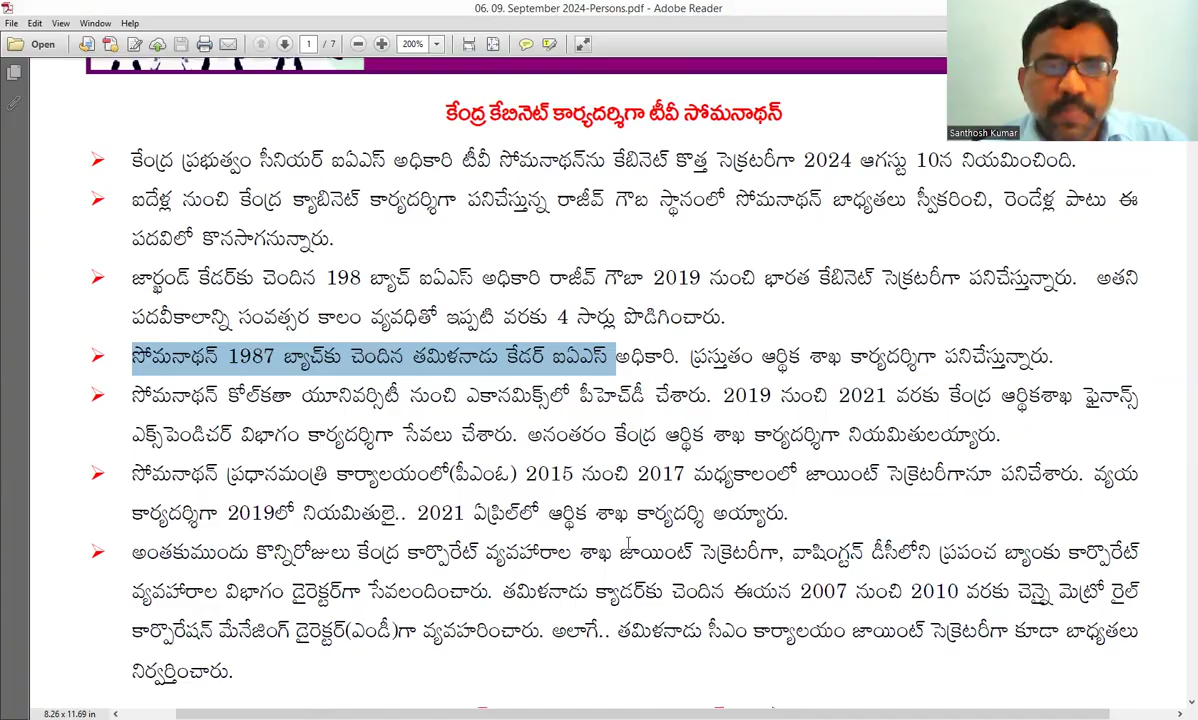 06. 09. September 2024-Persons.pdf - Adobe Reader
File Edit View Window Help
Open 1 / 7 200%
Santhosh Kumar
కేంద్ర కేబినెట్ కార్యదర్శిగా టీవీ సోమనాథన్
కేంద్ర ప్రభుత్వం సీనియర్ ఐఏఎస్ అధికారి టీవీ సోమనాథన్‌ను కేబినెట్ కొత్త సెక్రటరీగా 2024 ఆగస్టు 10న నియమించింది.
ఐదేళ్ల నుంచి కేంద్ర క్యాబినెట్ కార్యదర్శిగా పనిచేస్తున్న రాజీవ్ గౌబ స్థానంలో సోమనాథన్ బాధ్యతలు స్వీకరించి, రెండేళ్ల పాటు ఈ
పదవిలో కొనసాగనున్నారు.
జార్ఖండ్ కేడర్‌కు చెందిన 198 బ్యాచ్ ఐఏఎస్ అధికారి రాజీవ్ గౌబా 2019 నుంచి భారత కేబినెట్ సెక్రటరీగా పనిచేస్తున్నారు. అతని
పదవీకాలాన్ని సంవత్సర కాలం వ్యవధితో ఇప్పటి వరకు 4 సార్లు పొడిగించారు.
సోమనాథన్ 1987 బ్యాచ్‌కు చెందిన తమిళనాడు కేడర్ ఐఏఎస్ అధికారి. ప్రస్తుతం ఆర్థిక శాఖ కార్యదర్శిగా పనిచేస్తున్నారు.
సోమనాథన్ కోల్‌కతా యూనివర్సిటీ నుంచి ఎకానమిక్స్‌లో పీహెచ్‌డీ చేశారు. 2019 నుంచి 2021 వరకు కేంద్ర ఆర్థికశాఖ ఫైనాన్స్
ఎక్స్‌పెండిచర్ విభాగం కార్యదర్శిగా సేవలు చేశారు. అనంతరం కేంద్ర ఆర్థిక శాఖ కార్యదర్శిగా నియమితులయ్యారు.
సోమనాథన్ ప్రధానమంత్రి కార్యాలయంలో(పీఎంఓ) 2015 నుంచి 2017 మధ్యకాలంలో జాయింట్ సెక్రెటరీగానూ పనిచేశారు. వ్యయ
కార్యదర్శిగా 2019లో నియమితులై.. 2021 ఏప్రిల్‌లో ఆర్థిక శాఖ కార్యదర్శి అయ్యారు.
అంతకుముందు కొన్నిరోజులు కేంద్ర కార్పొరేట్ వ్యవహారాల శాఖ జాయింట్ సెక్రెటరీగా, వాషింగ్టన్ డీసీలోని ప్రపంచ బ్యాంకు కార్పొరేట్
వ్యవహారాల విభాగం డైరెక్టర్‌గా సేవలందించారు. తమిళనాడు క్యాడర్‌కు చెందిన ఈయన 2007 నుంచి 2010 వరకు చెన్నై మెట్రో రైల్
కార్పొరేషన్ మేనేజింగ్ డైరెక్టర్(ఎండీ)గా వ్యవహరించారు. అలాగే.. తమిళనాడు సీఎం కార్యాలయం జాయింట్ సెక్రెటరీగా కూడా బాధ్యతలు
నిర్వర్తించారు.
8.26 x 11.69 in